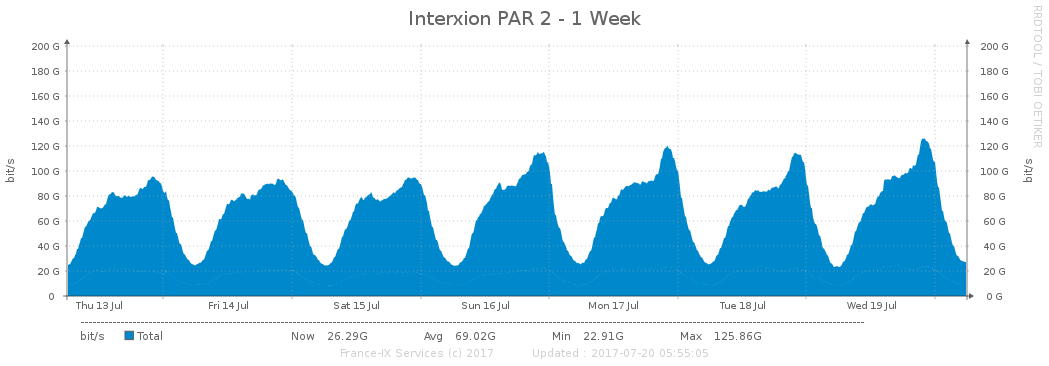 Interxion PAR 2 - 1 Week
RRDTOOL / TOBI OETIKER
bit/s
200 G
180 G
160 G
140 G
120 G
100 G
80 G
60 G
40 G
20 G
0
200 G
180 G
160 G
140 G
120 G
100 G
80 G
60 G
40 G
20 G
0 G
bit/s
Thu 13 Jul Fri 14 Jul Sat 15 Jul Sun 16 Jul Mon 17 Jul Tue 18 Jul Wed 19 Jul
bit/s Total Now 26.29G Avg 69.02G Min 22.91G Max 125.86G
France-IX Services (c) 2017 Updated : 2017-07-20 05:55:05